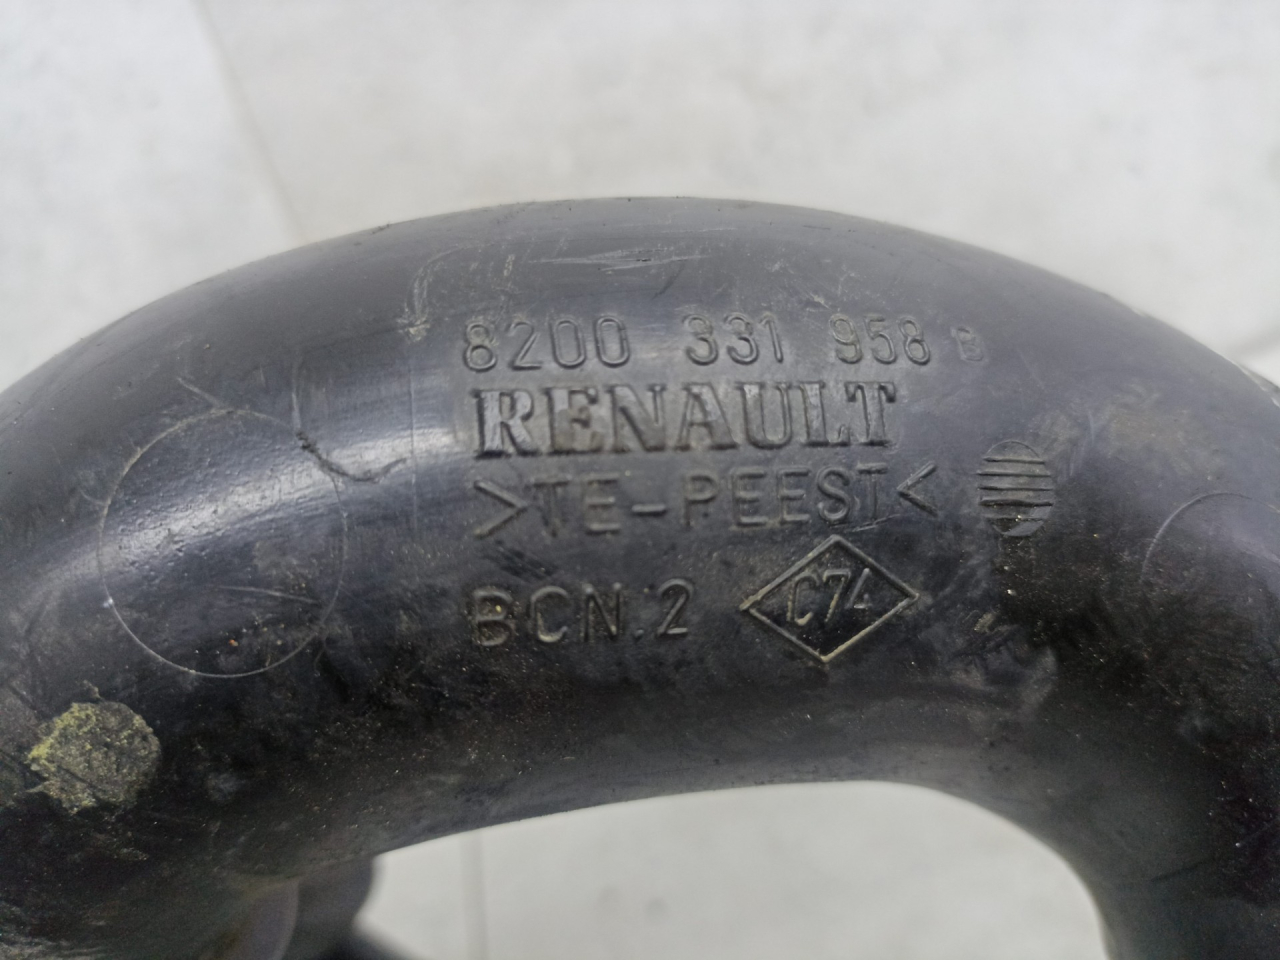 8200 331 958 B
RENAULT
>TE-PEEST<
BCN.2 C74